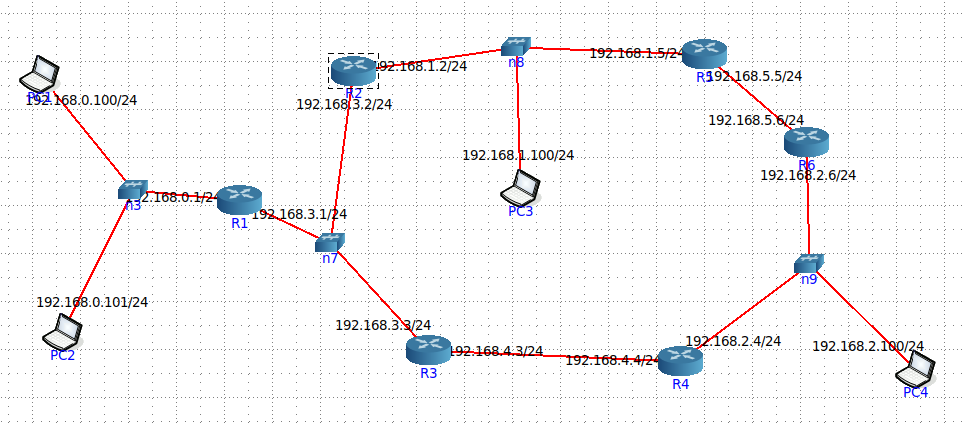 PC1
192.168.0.100/24
n3
192.168.0.1/24
R1
192.168.3.1/24
192.168.0.101/24
PC2
192.168.1.2/24
R2
192.168.3.2/24
n7
n8
192.168.1.5/24
R5
192.168.5.5/24
192.168.5.6/24
R6
192.168.2.6/24
192.168.1.100/24
PC3
n9
192.168.3.3/24
R3
192.168.4.3/24
192.168.4.4/24
R4
192.168.2.4/24
192.168.2.100/24
PC4